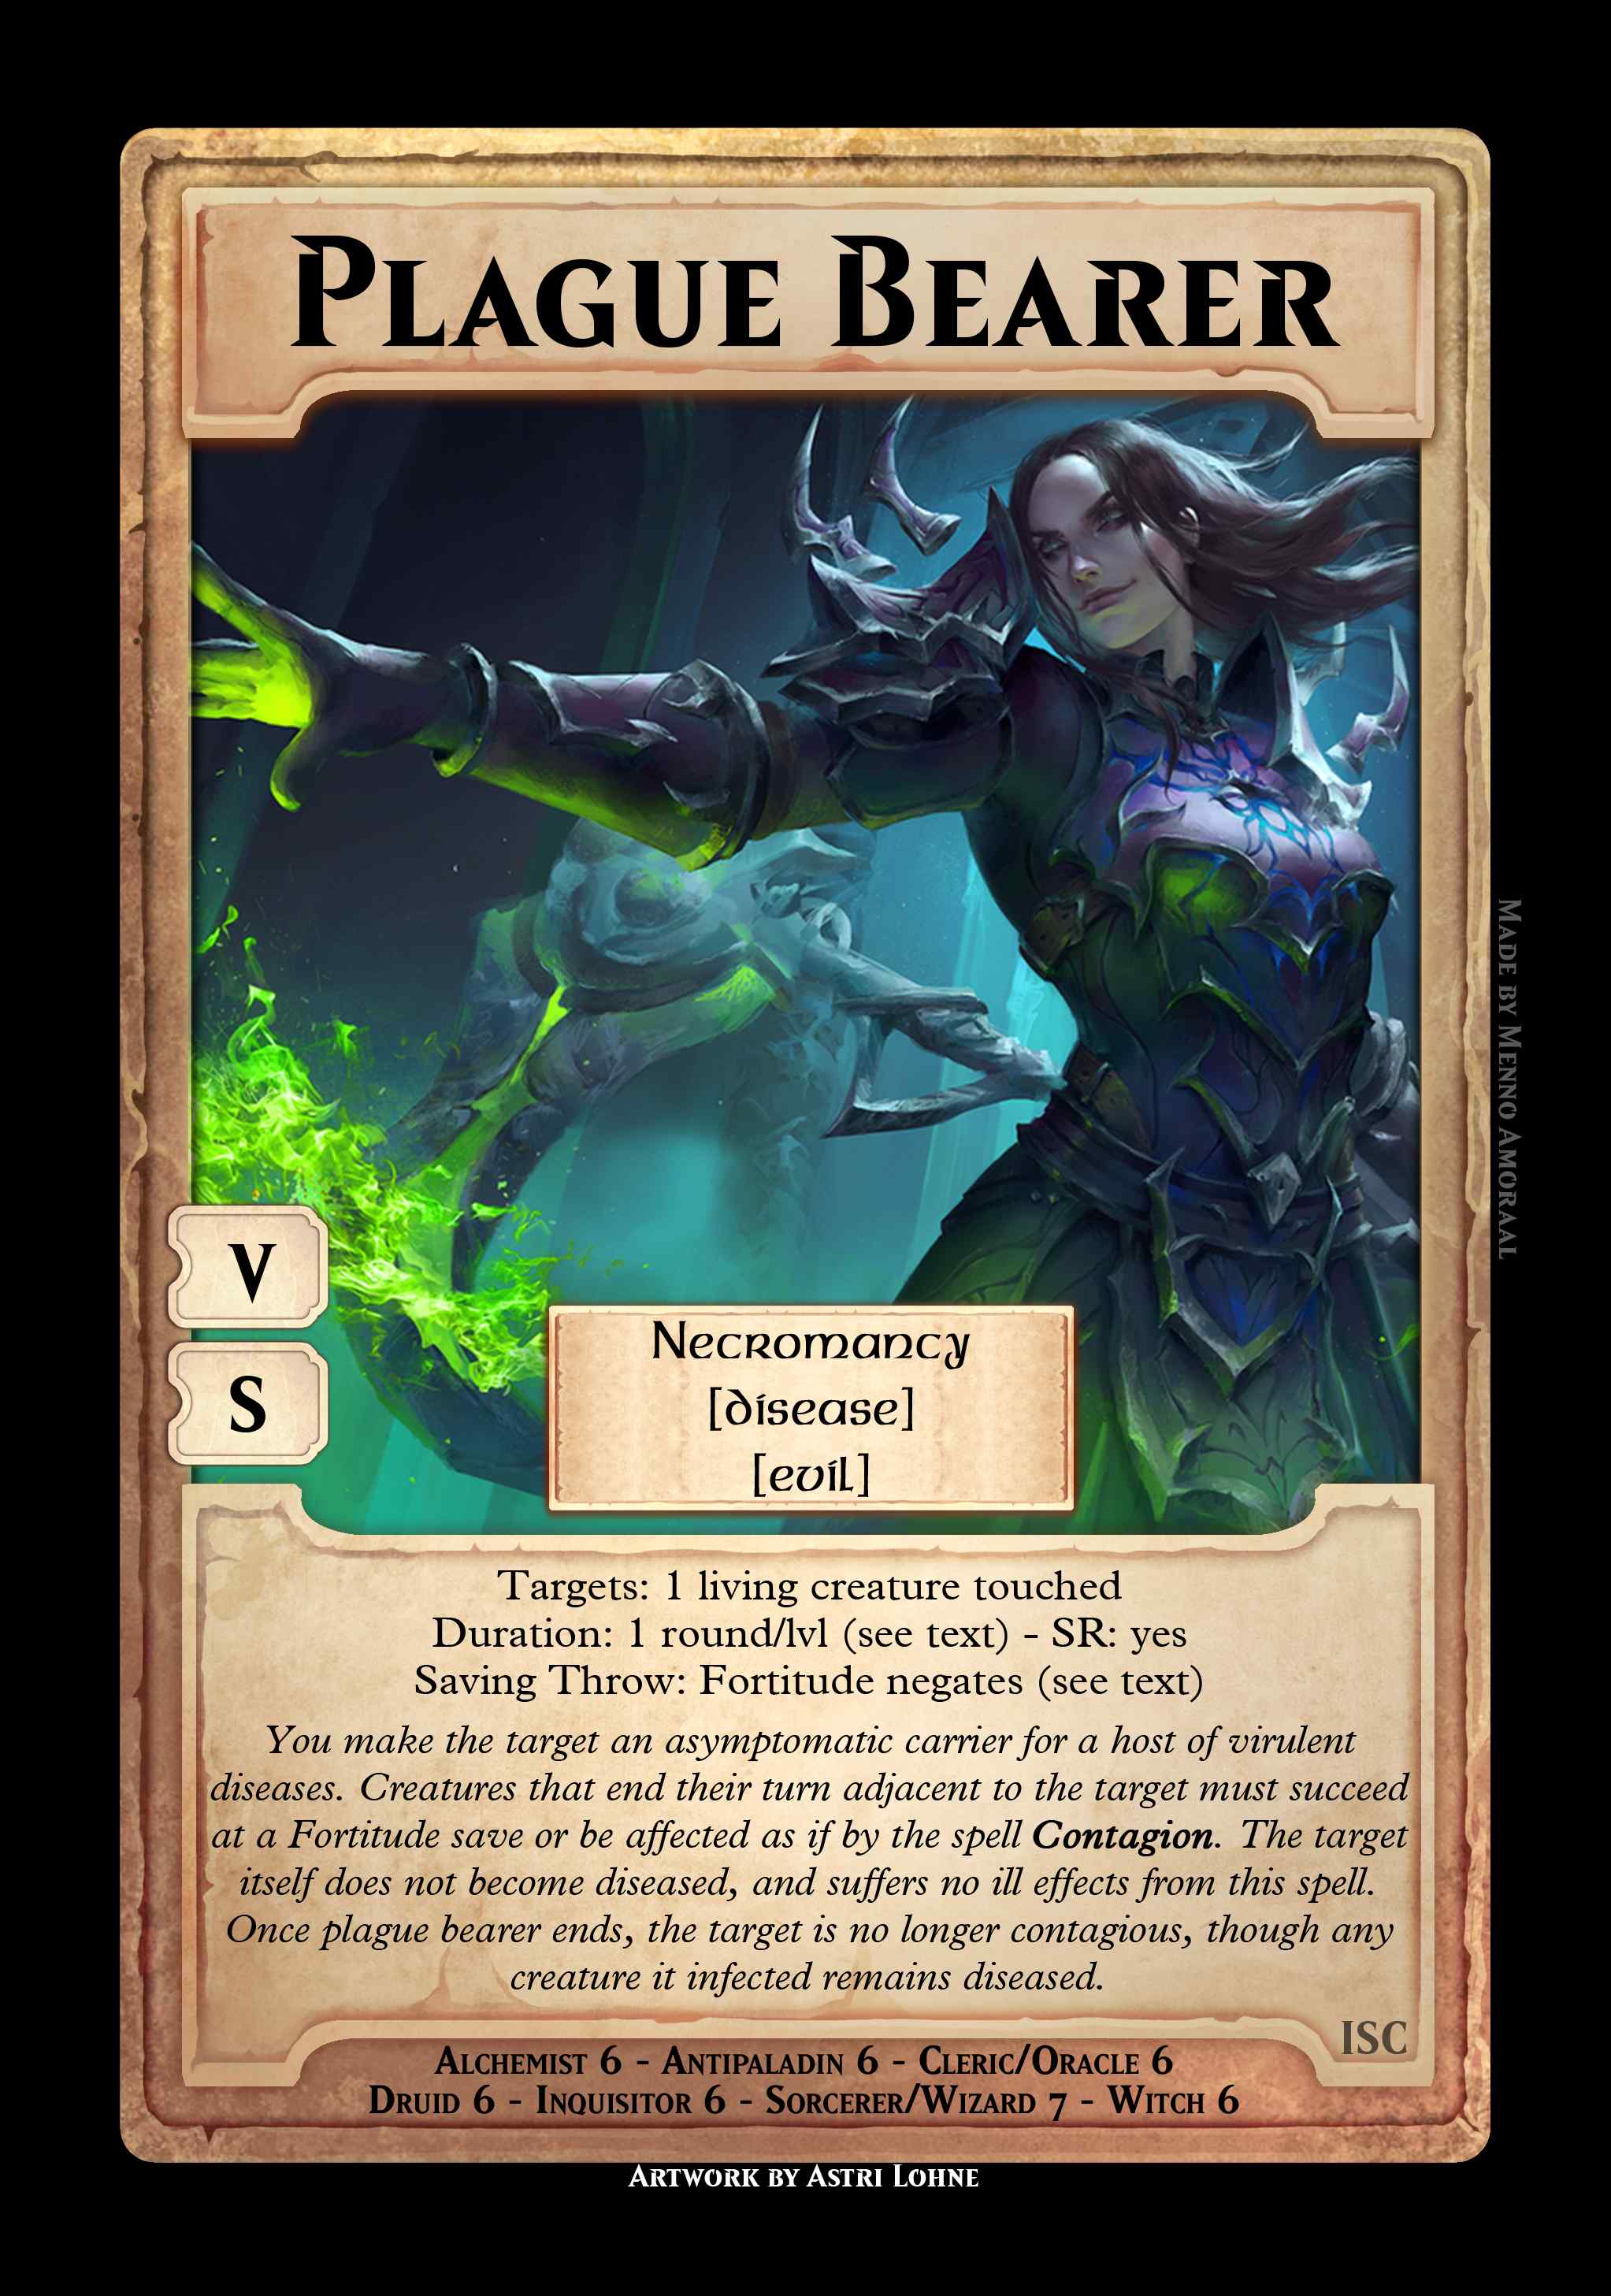 Plague Bearer
V
S
Necromancy
[disease]
[evil]
Targets: 1 living creature touched
Duration: 1 round/lvl (see text) - SR: yes
Saving Throw: Fortitude negates (see text)
You make the target an asymptomatic carrier for a host of virulent
diseases. Creatures that end their turn adjacent to the target must succeed
at a Fortitude save or be affected as if by the spell Contagion. The target
itself does not become diseased, and suffers no ill effects from this spell.
Once plague bearer ends, the target is no longer contagious, though any
creature it infected remains diseased.
ISC
Alchemist 6 - Antipaladin 6 - Cleric/Oracle 6
Druid 6 - Inquisitor 6 - Sorcerer/Wizard 7 - Witch 6
Artwork by Astri Lohne
Made by Menno Amoraal